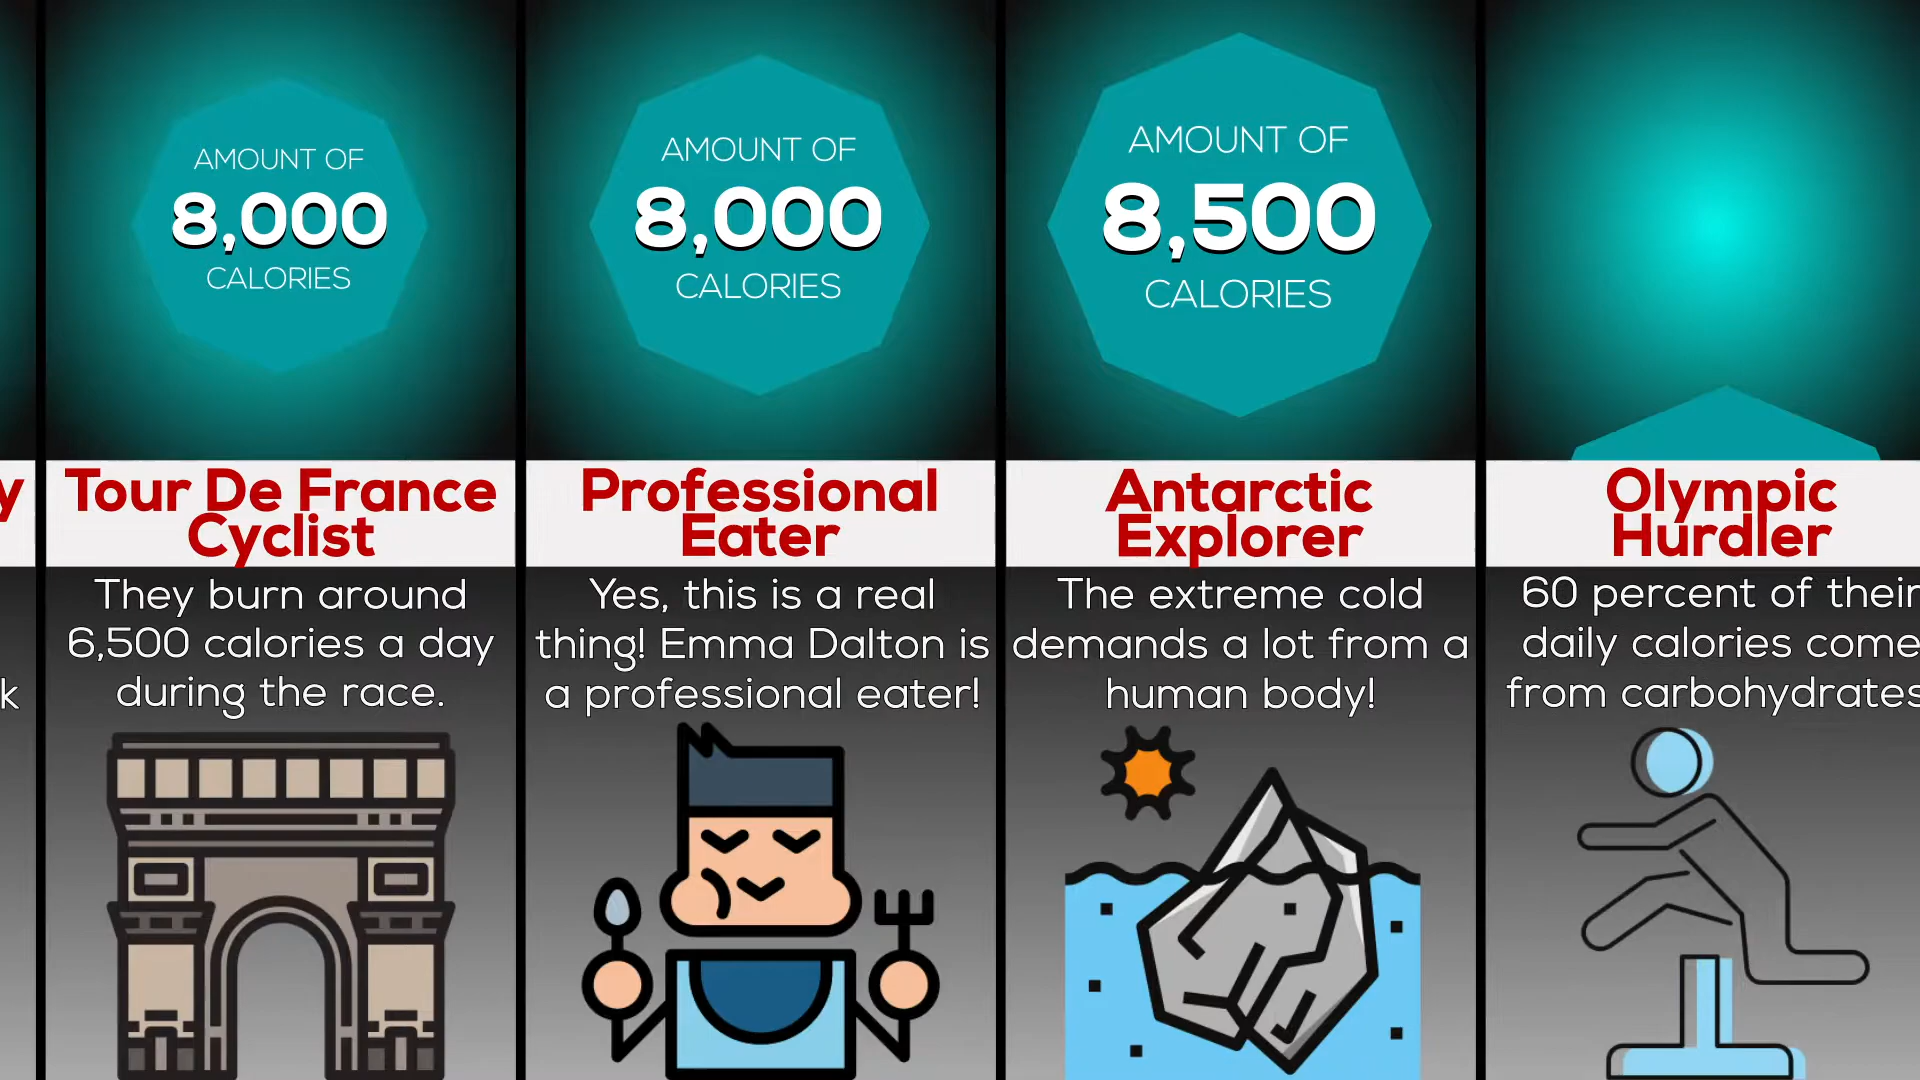 AMOUNT OF
8,000
CALORIES
Tour De France
Cyclist
They burn around
6,500 calories a day
during the race.
AMOUNT OF
8,000
CALORIES
Professional
Eater
Yes, this is a real
thing! Emma Dalton is
a professional eater!
AMOUNT OF
8,500
CALORIES
Antarctic
Explorer
The extreme cold
demands a lot from a
human body!
Olympic
Hurdler
60 percent of their
daily calories come
from carbohydrates